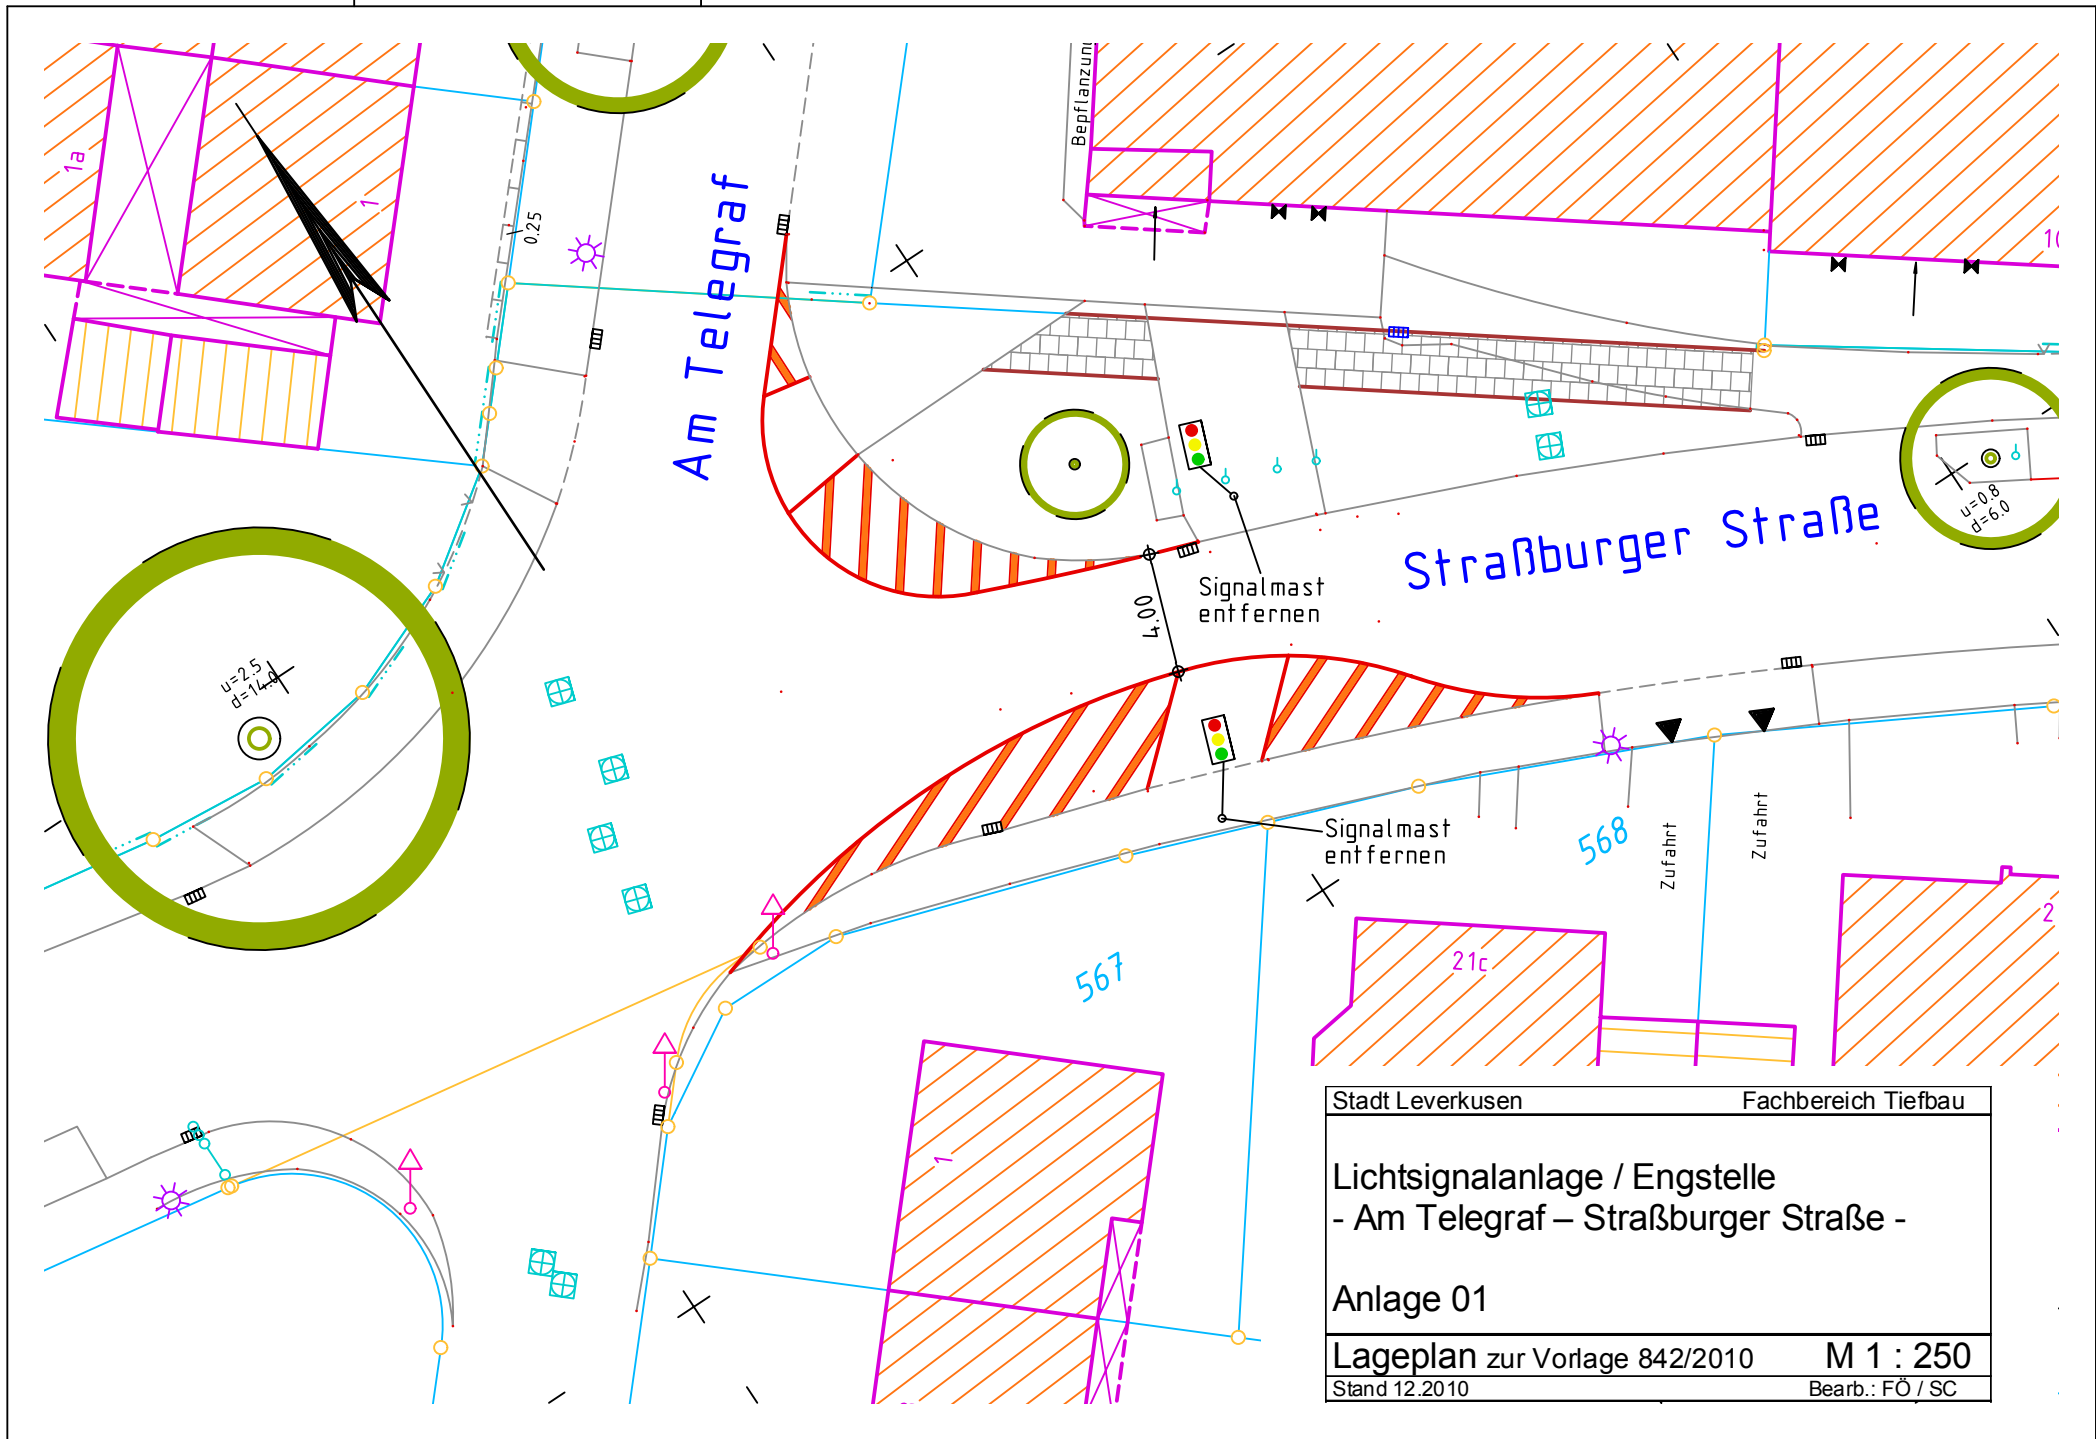 Bepflanzung
1a
1
0.25
Am Telegraf
10
u=0.8
d=6.0
Straßburger Straße
Signalmast
entfernen
4.00
u=2.5
d=14.0
Signalmast
entfernen
568
Zufahrt
Zufahrt
2
21c
567
1
Stadt Leverkusen Fachbereich Tiefbau
Lichtsignalanlage / Engstelle
- Am Telegraf – Straßburger Straße -
Anlage 01
Lageplan zur Vorlage 842/2010 M 1 : 250
Stand 12.2010 Bearb.: FÖ / SC